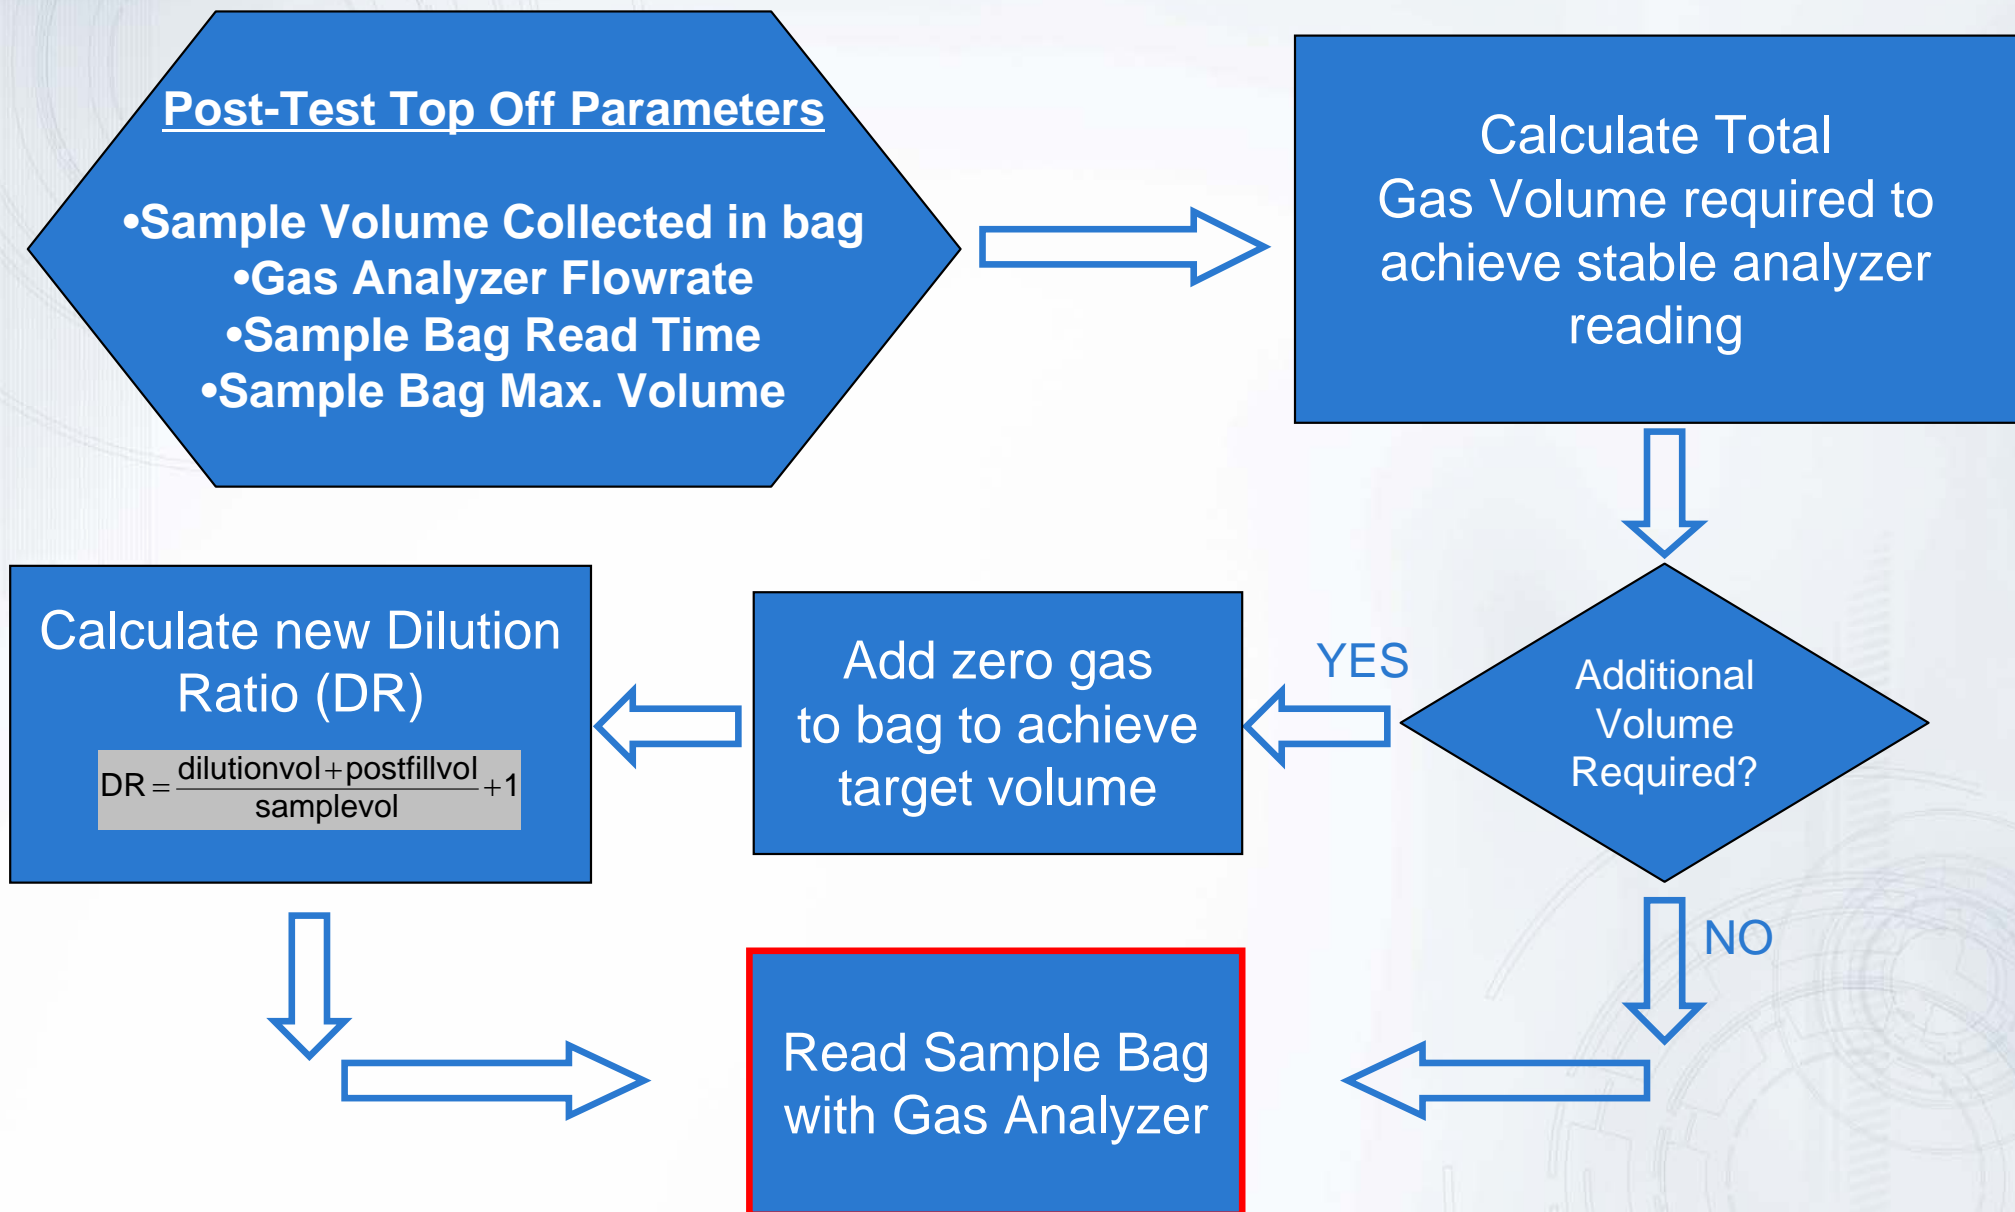 Post-Test Top Off Parameters
•Sample Volume Collected in bag
•Gas Analyzer Flowrate
•Sample Bag Read Time
•Sample Bag Max. Volume
Calculate Total
Gas Volume required to
achieve stable analyzer
reading
Additional
Volume
Required?
YES
NO
Add zero gas
to bag to achieve
target volume
Calculate new Dilution
Ratio (DR)
DR = (dilutionvol + postfillvol) / samplevol + 1
Read Sample Bag
with Gas Analyzer